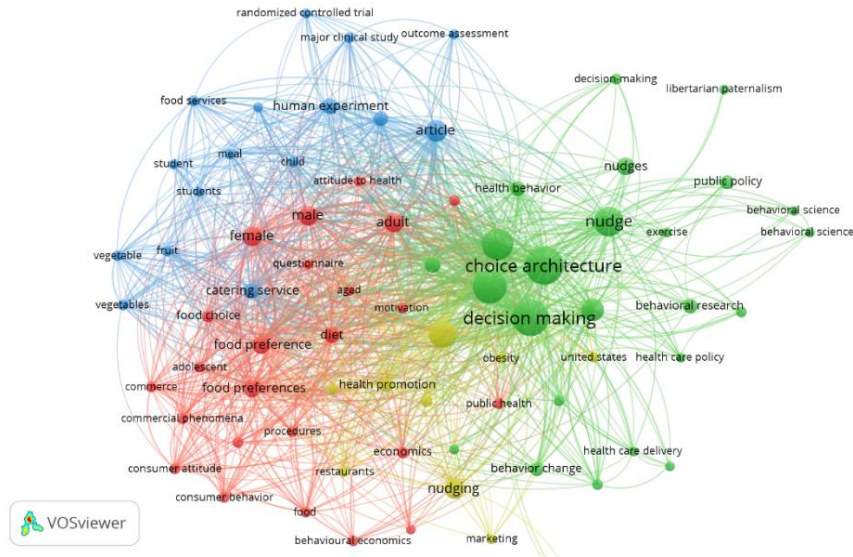 randomized controlled trial
major clinical study
outcome assessment
decision-making
libertarian paternalism
food services
human experiment
article
meal
child
nudges
student
attitude to health
health behavior
public policy
students
male
adult
nudge
behavioral science
female
exercise
behavioral science
vegetable
fruit
questionnaire
choice architecture
catering service
aged
vegetables
motivation
behavioral research
food choice
decision making
diet
food preference
obesity
united states
health care policy
adolescent
commerce
food preferences
health promotion
public health
commercial phenomena
procedures
economics
health care delivery
consumer attitude
restaurants
behavior change
nudging
consumer behavior
food
behavioural economics
marketing
VOSviewer